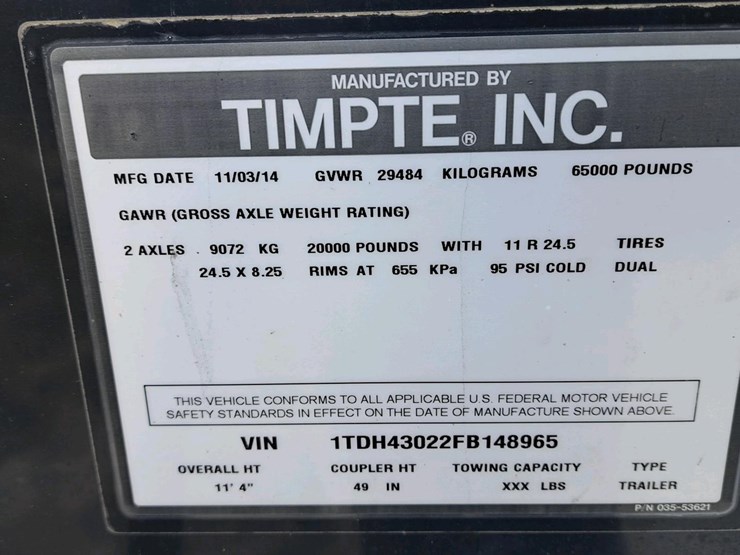 MANUFACTURED BY
TIMPTE® INC.
MFG DATE 11/03/14 GVWR 29484 KILOGRAMS 65000 POUNDS
GAWR (GROSS AXLE WEIGHT RATING)
2 AXLES 9072 KG 20000 POUNDS WITH 11 R 24.5 TIRES
24.5 X 8.25 RIMS AT 655 KPa 95 PSI COLD DUAL
THIS VEHICLE CONFORMS TO ALL APPLICABLE U.S. FEDERAL MOTOR VEHICLE
SAFETY STANDARDS IN EFFECT ON THE DATE OF MANUFACTURE SHOWN ABOVE.
VIN 1TDH43022FB148965
OVERALL HT COUPLER HT TOWING CAPACITY TYPE
11' 4" 49 IN XXX LBS TRAILER
P/N 035-53621